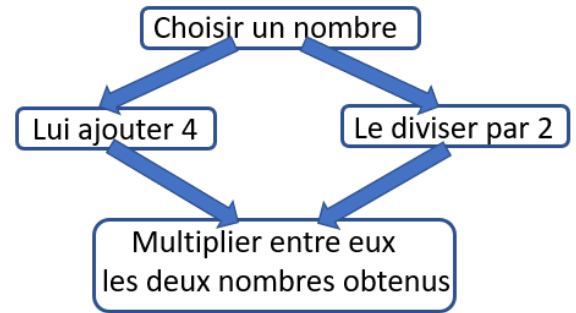 Choisir un nombre
Lui ajouter 4
Le diviser par 2
Multiplier entre eux
les deux nombres obtenus